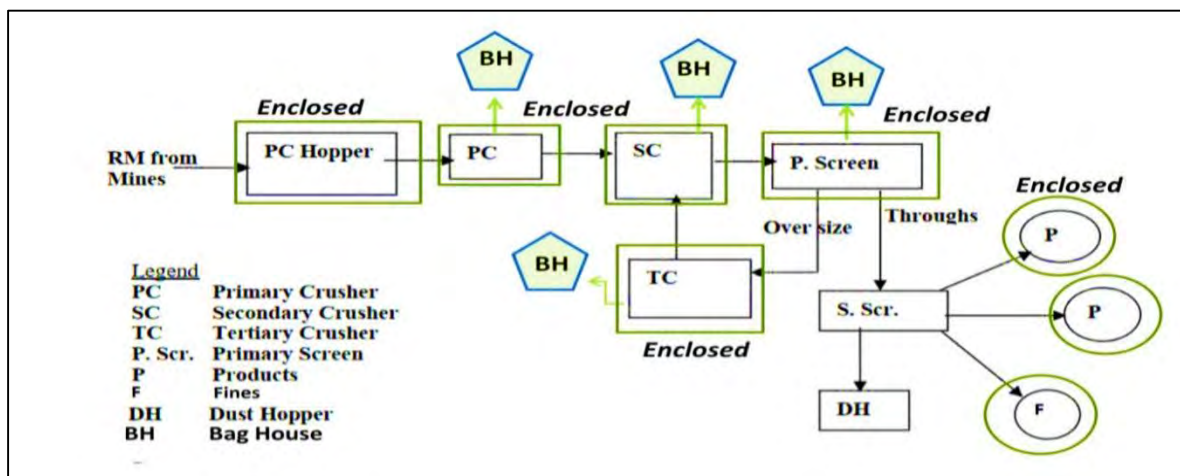 BH
BH
BH
Enclosed
Enclosed
Enclosed
RM from
Mines
PC Hopper
PC
SC
P. Screen
Enclosed
Over size
Throughs
P
BH
TC
P
S. Scr.
Enclosed
DH
F
Legend
PC Primary Crusher
SC Secondary Crusher
TC Tertiary Crusher
P. Scr. Primary Screen
P Products
F Fines
DH Dust Hopper
BH Bag House